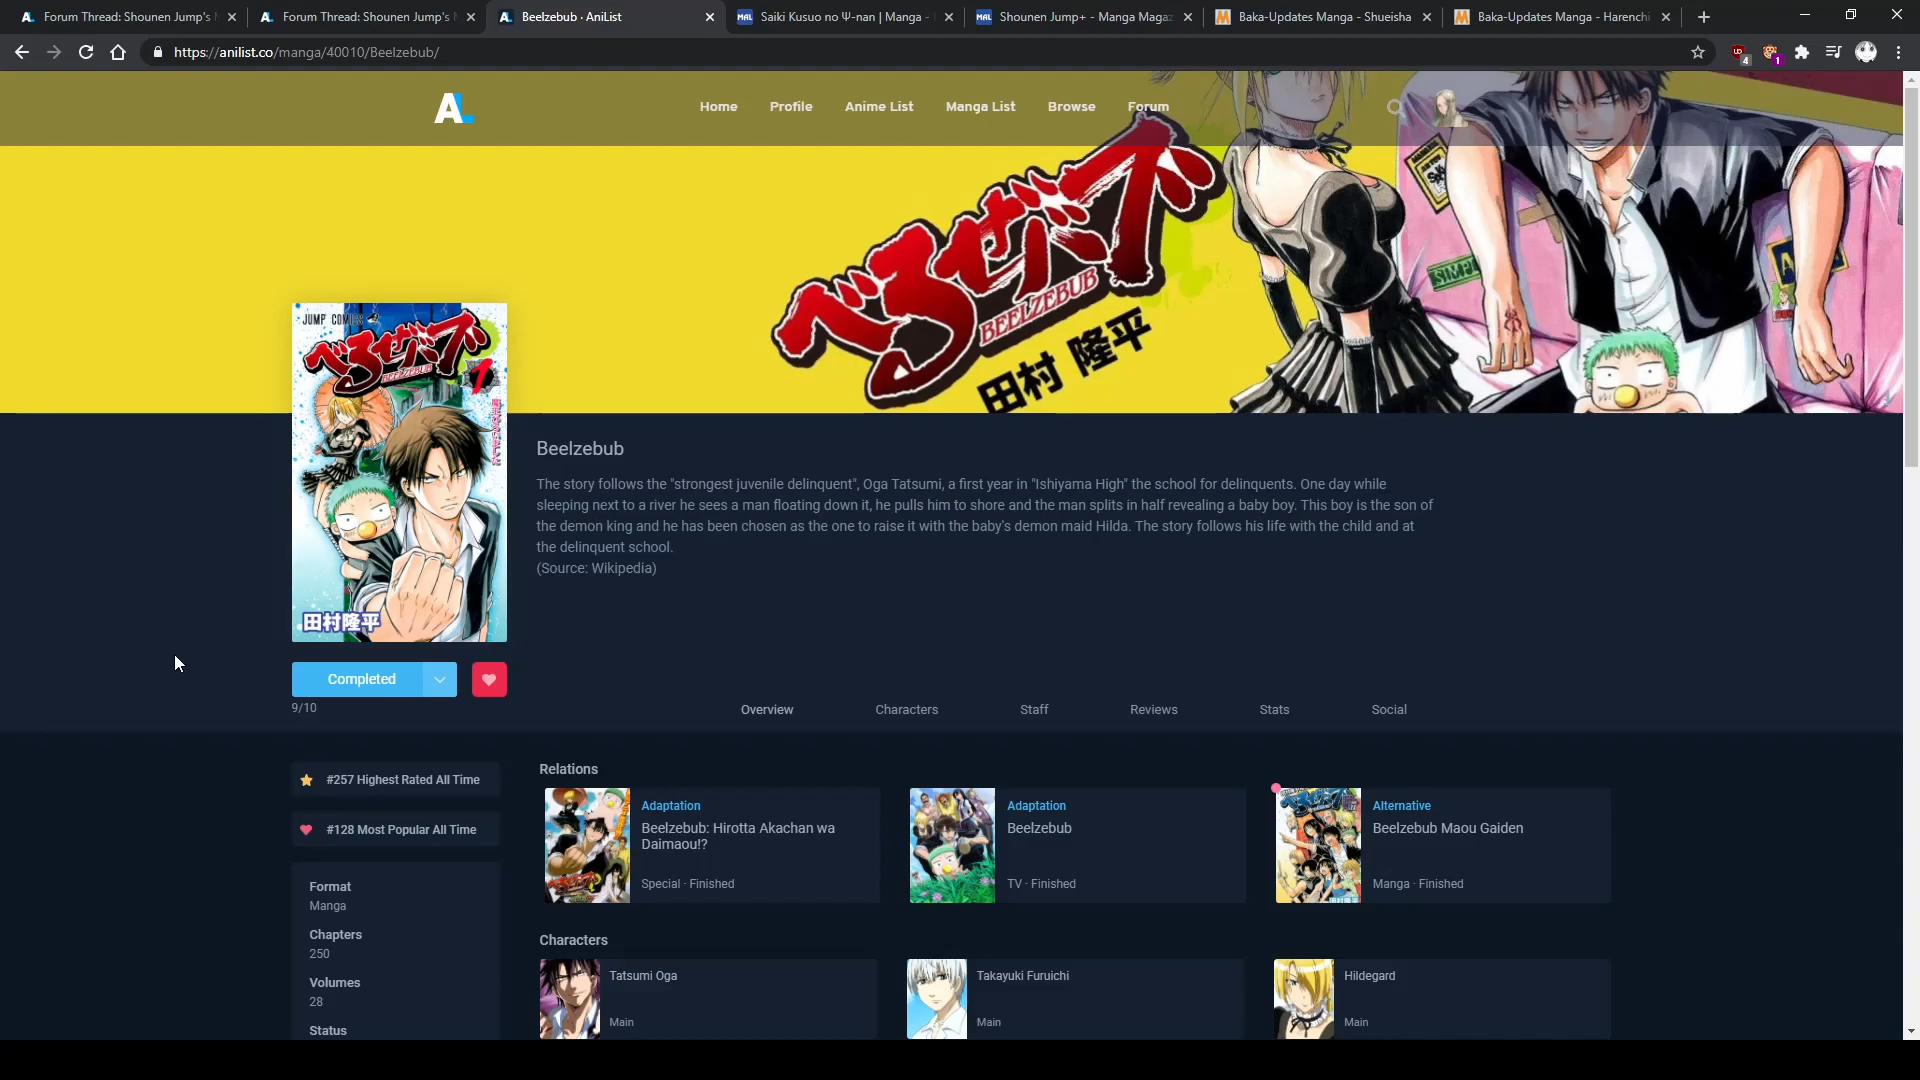 Forum Thread: Shounen Jump's
Forum Thread: Shounen Jump's
Beelzebub · AniList
Saiki Kusuo no Ψ-nan | Manga -
Shounen Jump+ - Manga Magaz
Baka-Updates Manga - Shueisha
Baka-Updates Manga - Harenchi
https://anilist.co/manga/40010/Beelzebub/
4
1
Home
Profile
Anime List
Manga List
Browse
Forum
べるぜバブ
BEELZEBUB
田村 隆平
SIMPL
JUMP COMICS
べるぜバブ
BEELZEBUB
1
田村隆平
Beelzebub
The story follows the "strongest juvenile delinquent", Oga Tatsumi, a first year in "Ishiyama High" the school for delinquents. One day while
sleeping next to a river he sees a man floating down it, he pulls him to shore and the man splits in half revealing a baby boy. This boy is the son of
the demon king and he has been chosen as the one to raise it with the baby's demon maid Hilda. The story follows his life with the child and at
the delinquent school.
(Source: Wikipedia)
Completed
9/10
Overview
Characters
Staff
Reviews
Stats
Social
#257 Highest Rated All Time
#128 Most Popular All Time
Format
Manga
Chapters
250
Volumes
28
Status
Relations
Adaptation
Beelzebub: Hirotta Akachan wa
Daimaou!?
Special · Finished
Adaptation
Beelzebub
TV · Finished
Alternative
Beelzebub Maou Gaiden
Manga · Finished
Characters
Tatsumi Oga
Main
Takayuki Furuichi
Main
Hildegard
Main